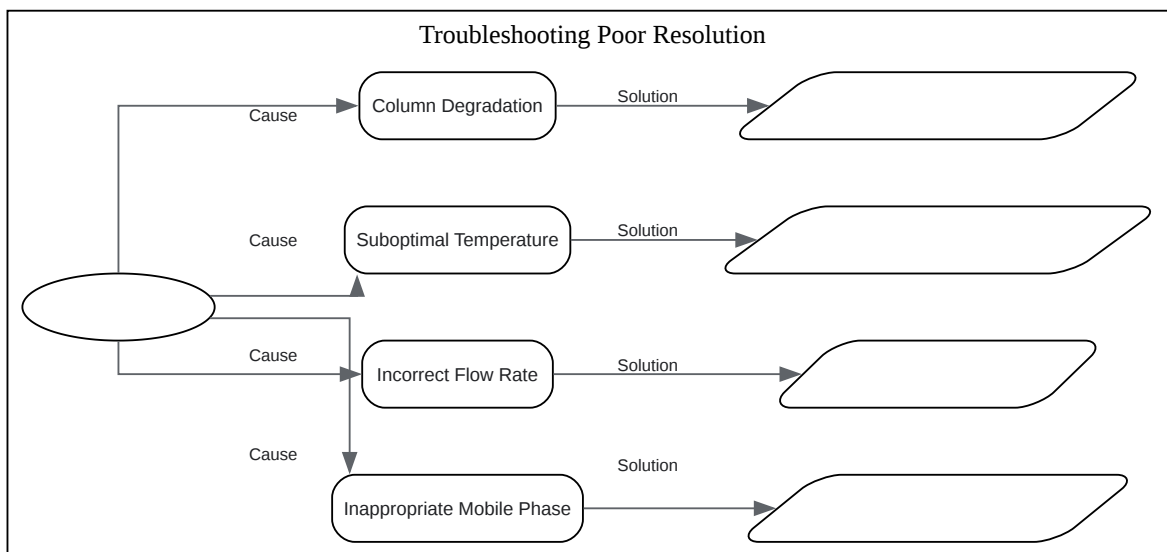 Troubleshooting Poor Resolution
Cause
Column Degradation
Solution
Cause
Suboptimal Temperature
Solution
Cause
Incorrect Flow Rate
Solution
Cause
Inappropriate Mobile Phase
Solution